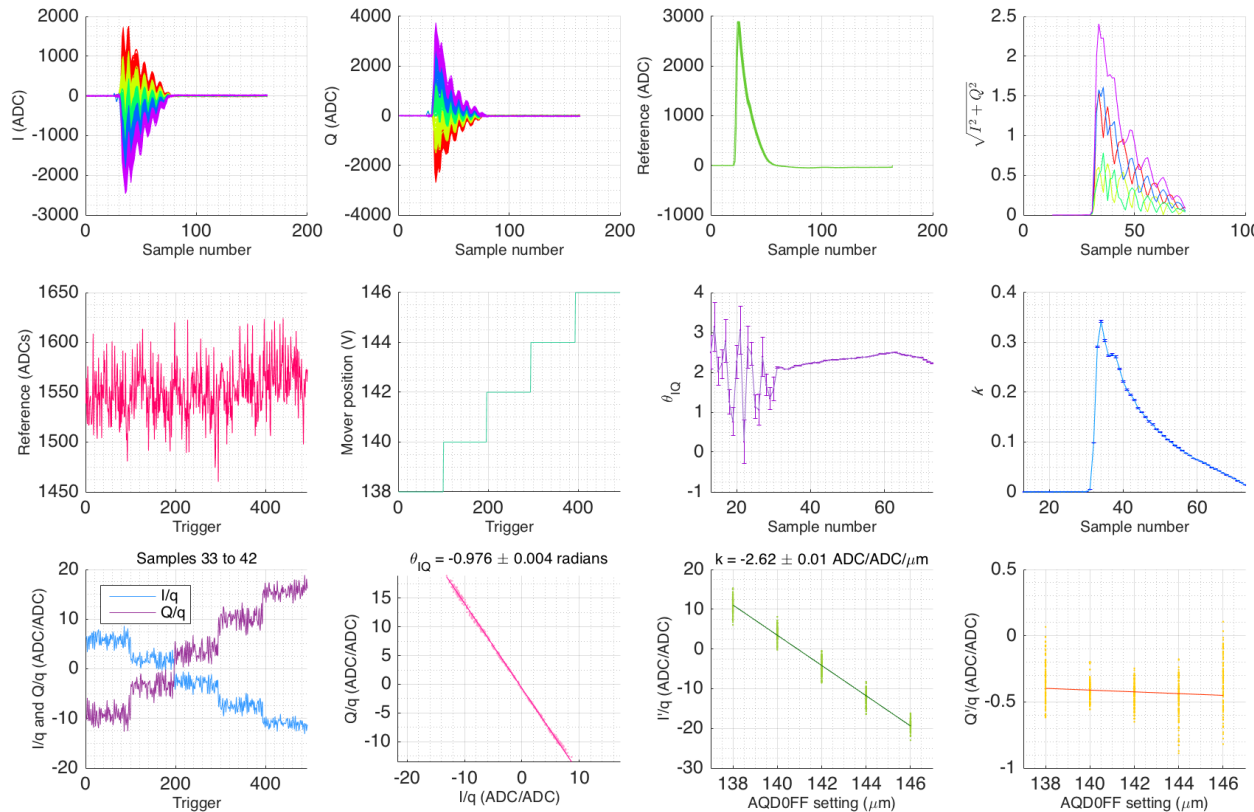 2000
1000
0
-1000
-2000
-3000
0 100 200
I (ADC)
Sample number
4000
2000
0
-2000
-4000
0 100 200
Q (ADC)
Sample number
3000
2000
1000
0
-1000
0 100 200
Reference (ADC)
Sample number
2.5
2
1.5
1
0.5
0
0 50 100
√I² + Q²
Sample number
1650
1600
1550
1500
1450
0 200 400
Reference (ADCs)
Trigger
146
144
142
140
138
0 200 400
Mover position (V)
Trigger
4
3
2
1
0
-1
20 40 60
θIQ
Sample number
0.4
0.3
0.2
0.1
0
20 40 60
k
Sample number
Samples 33 to 42
20
10
0
-10
-20
0 200 400
I/q
Q/q
I/q and Q/q (ADC/ADC)
Trigger
θIQ = -0.976 ± 0.004 radians
15
10
5
0
-5
-10
-20 -10 0 10
Q/q (ADC/ADC)
I/q (ADC/ADC)
k = -2.62 ± 0.01 ADC/ADC/μm
20
10
0
-10
-20
-30
138 140 142 144 146
I'/q (ADC/ADC)
AQD0FF setting (μm)
0.5
0
-0.5
-1
138 140 142 144 146
Q'/q (ADC/ADC)
AQD0FF setting (μm)